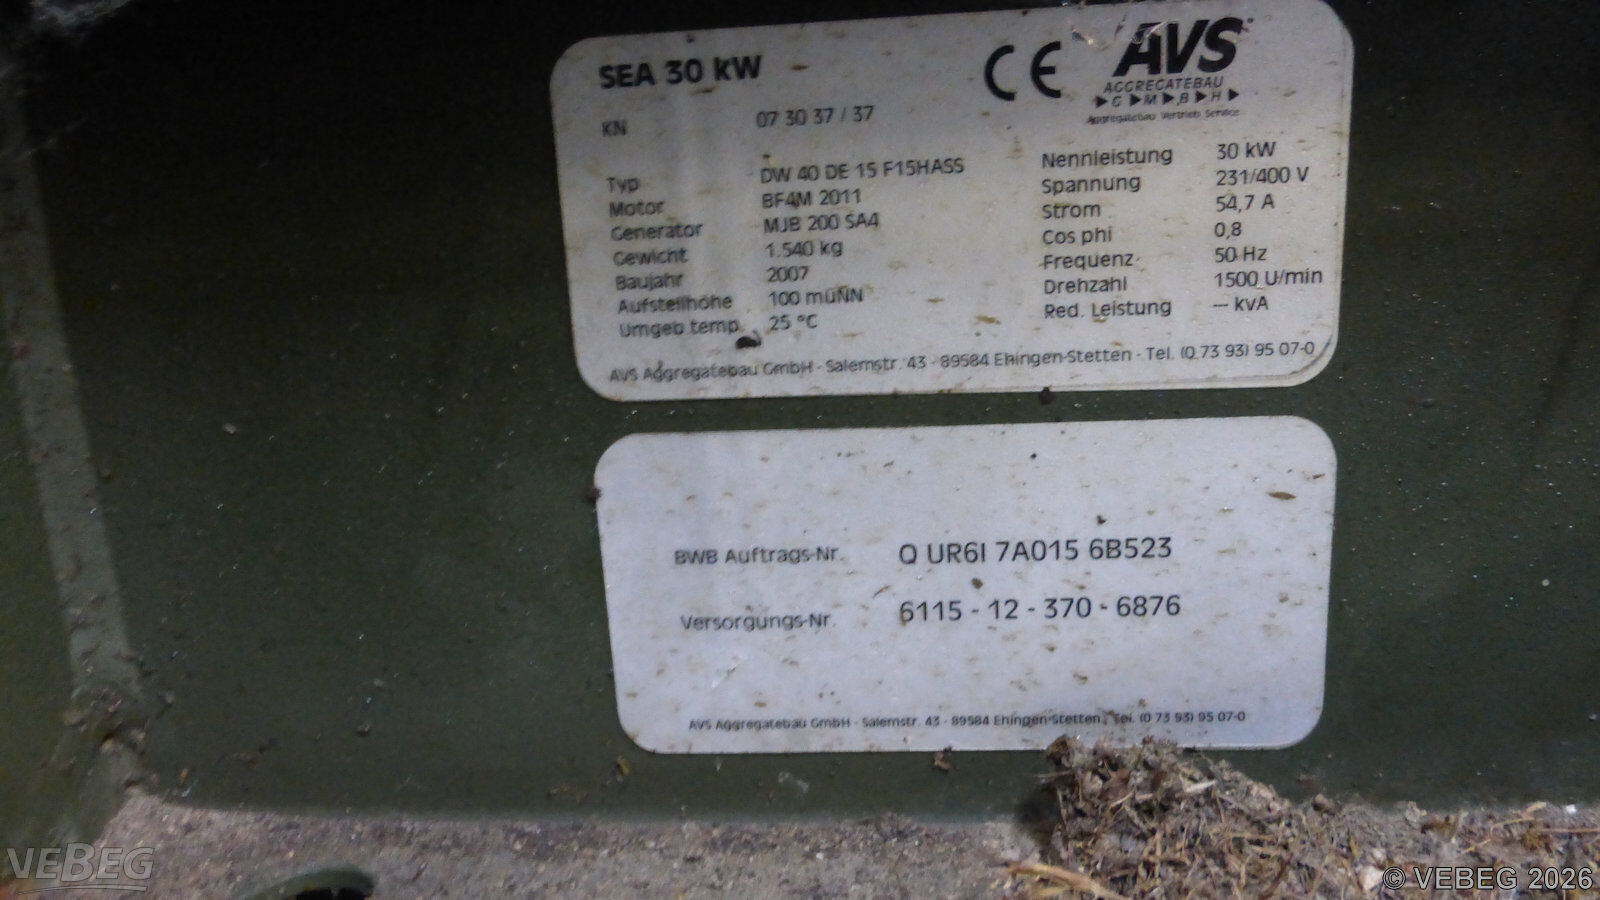 SEA 30 kW
CE
AVS
AGGREGATEBAU
G M B H
Aggregatebau Vertrieb Service
KN 07 30 37 / 37
Typ DW 40 DE 15 F15HASS
Motor BF4M 2011
Generator MJB 200 SA4
Gewicht 1.540 kg
Baujahr 2007
Aufstellhöhe 100 müNN
Umgeb.temp. 25 °C
Nennleistung 30 kW
Spannung 231/400 V
Strom 54,7 A
Cos phi 0,8
Frequenz 50 Hz
Drehzahl 1500 U/min
Red. Leistung --- kvA
AVS Aggregatebau GmbH - Salemstr. 43 - 89584 Ehingen-Stetten - Tel. (0 73 93) 95 07-0
BWB Auftrags-Nr. Q UR6I 7A015 6B523
Versorgungs-Nr. 6115 - 12 - 370 - 6876
AVS Aggregatebau GmbH - Salemstr. 43 - 89584 Ehingen-Stetten - Tel. (0 73 93) 95 07-0
VEBEG
© VEBEG 2026